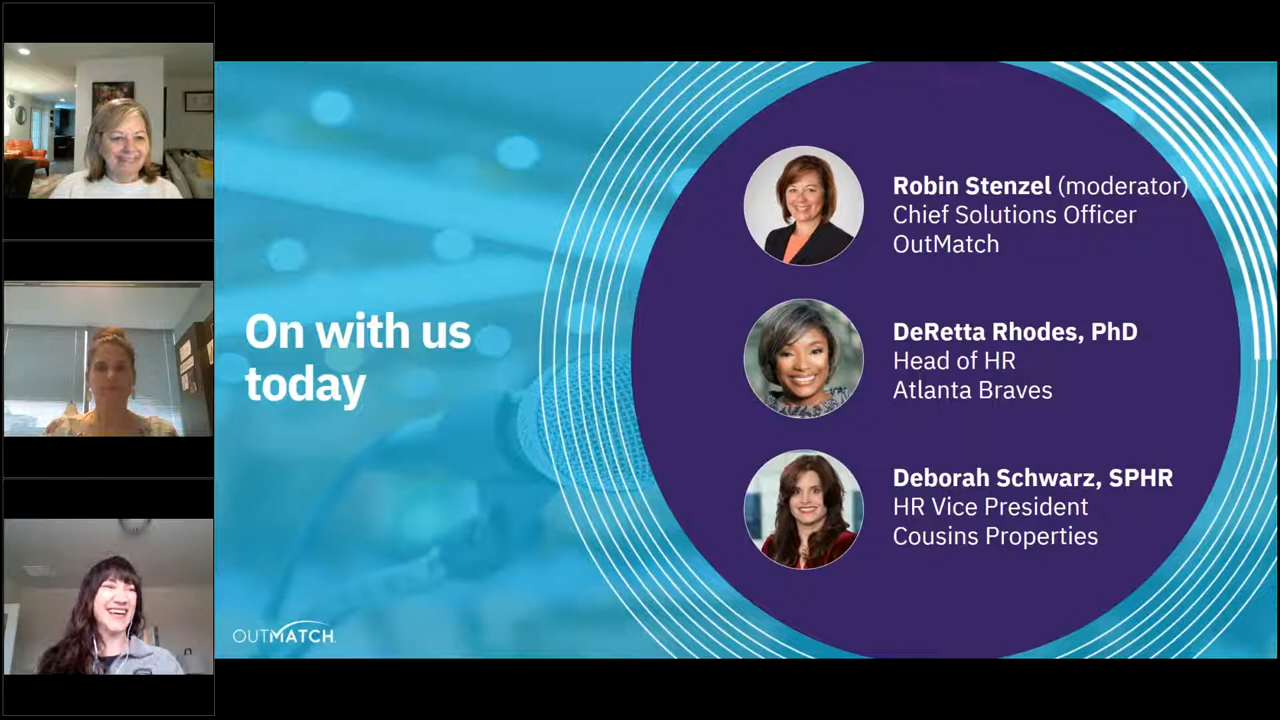 On with us
today
Robin Stenzel (moderator)
Chief Solutions Officer
OutMatch
DeRetta Rhodes, PhD
Head of HR
Atlanta Braves
Deborah Schwarz, SPHR
HR Vice President
Cousins Properties
OUTMATCH